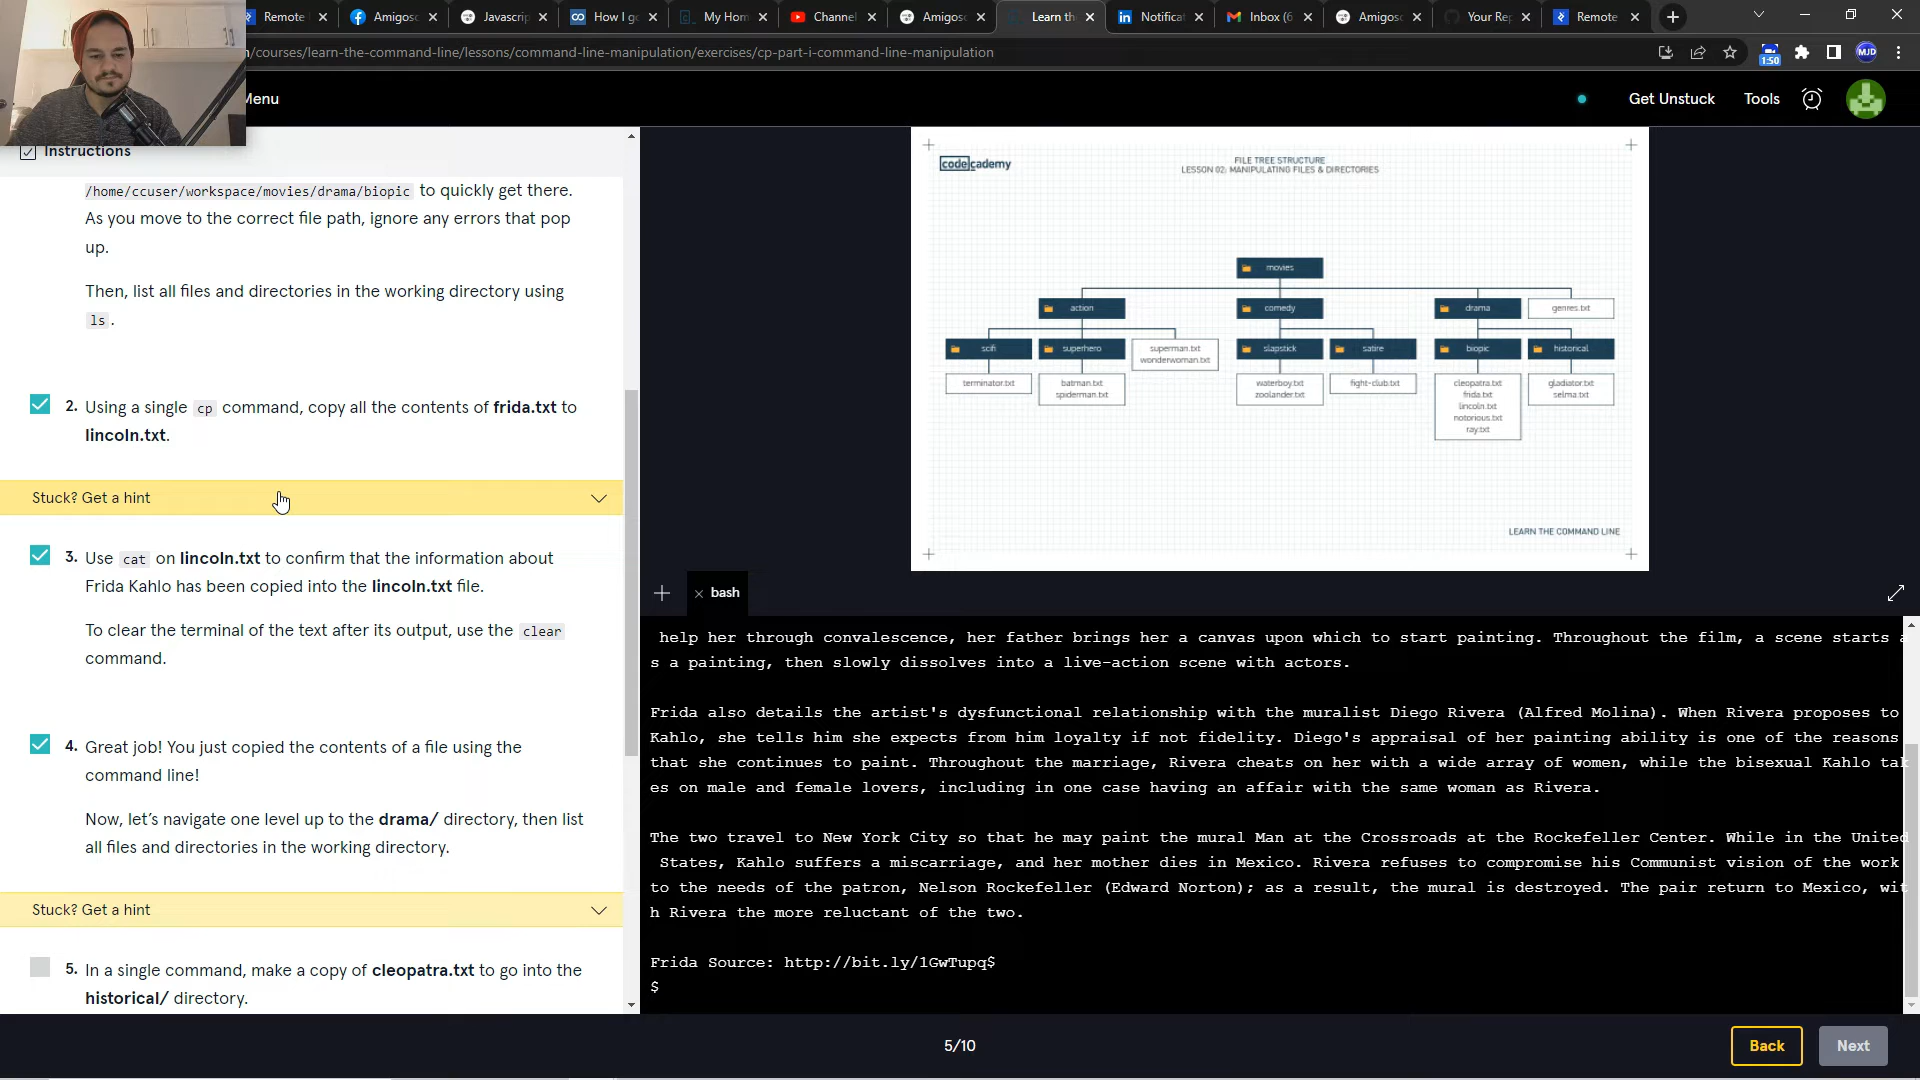 Remote
Amigosc
Javascrip
How I go
My Hom
Channel
Amigosc
Learn th
Notificat
Inbox (6
Amigosc
Your Rep
Remote
/courses/learn-the-command-line/lessons/command-line-manipulation/exercises/cp-part-i-command-line-manipulation
1:50
MJD
Menu
Get Unstuck
Tools
Instructions
/home/ccuser/workspace/movies/drama/biopic to quickly get there.
As you move to the correct file path, ignore any errors that pop
up.
Then, list all files and directories in the working directory using
ls.
2. Using a single cp command, copy all the contents of frida.txt to
lincoln.txt.
Stuck? Get a hint
3. Use cat on lincoln.txt to confirm that the information about
Frida Kahlo has been copied into the lincoln.txt file.
To clear the terminal of the text after its output, use the clear
command.
4. Great job! You just copied the contents of a file using the
command line!
Now, let's navigate one level up to the drama/ directory, then list
all files and directories in the working directory.
Stuck? Get a hint
5. In a single command, make a copy of cleopatra.txt to go into the
historical/ directory.
codecademy
FILE TREE STRUCTURE
LESSON 02: MANIPULATING FILES & DIRECTORIES
movies
action
comedy
drama
genres.txt
scifi
superhero
superman.txt
wonderwoman.txt
slapstick
satire
biopic
historical
terminator.txt
batman.txt
spiderman.txt
waterboy.txt
zoolander.txt
fight-club.txt
cleopatra.txt
frida.txt
lincoln.txt
notorious.txt
ray.txt
gladiator.txt
selma.txt
LEARN THE COMMAND LINE
bash
help her through convalescence, her father brings her a canvas upon which to start painting. Throughout the film, a scene starts a
s a painting, then slowly dissolves into a live-action scene with actors.
Frida also details the artist's dysfunctional relationship with the muralist Diego Rivera (Alfred Molina). When Rivera proposes to
Kahlo, she tells him she expects from him loyalty if not fidelity. Diego's appraisal of her painting ability is one of the reasons
that she continues to paint. Throughout the marriage, Rivera cheats on her with a wide array of women, while the bisexual Kahlo tak
es on male and female lovers, including in one case having an affair with the same woman as Rivera.
The two travel to New York City so that he may paint the mural Man at the Crossroads at the Rockefeller Center. While in the United
States, Kahlo suffers a miscarriage, and her mother dies in Mexico. Rivera refuses to compromise his Communist vision of the work
to the needs of the patron, Nelson Rockefeller (Edward Norton); as a result, the mural is destroyed. The pair return to Mexico, wit
h Rivera the more reluctant of the two.
Frida Source: http://bit.ly/1GwTupq$
$
5/10
Back
Next